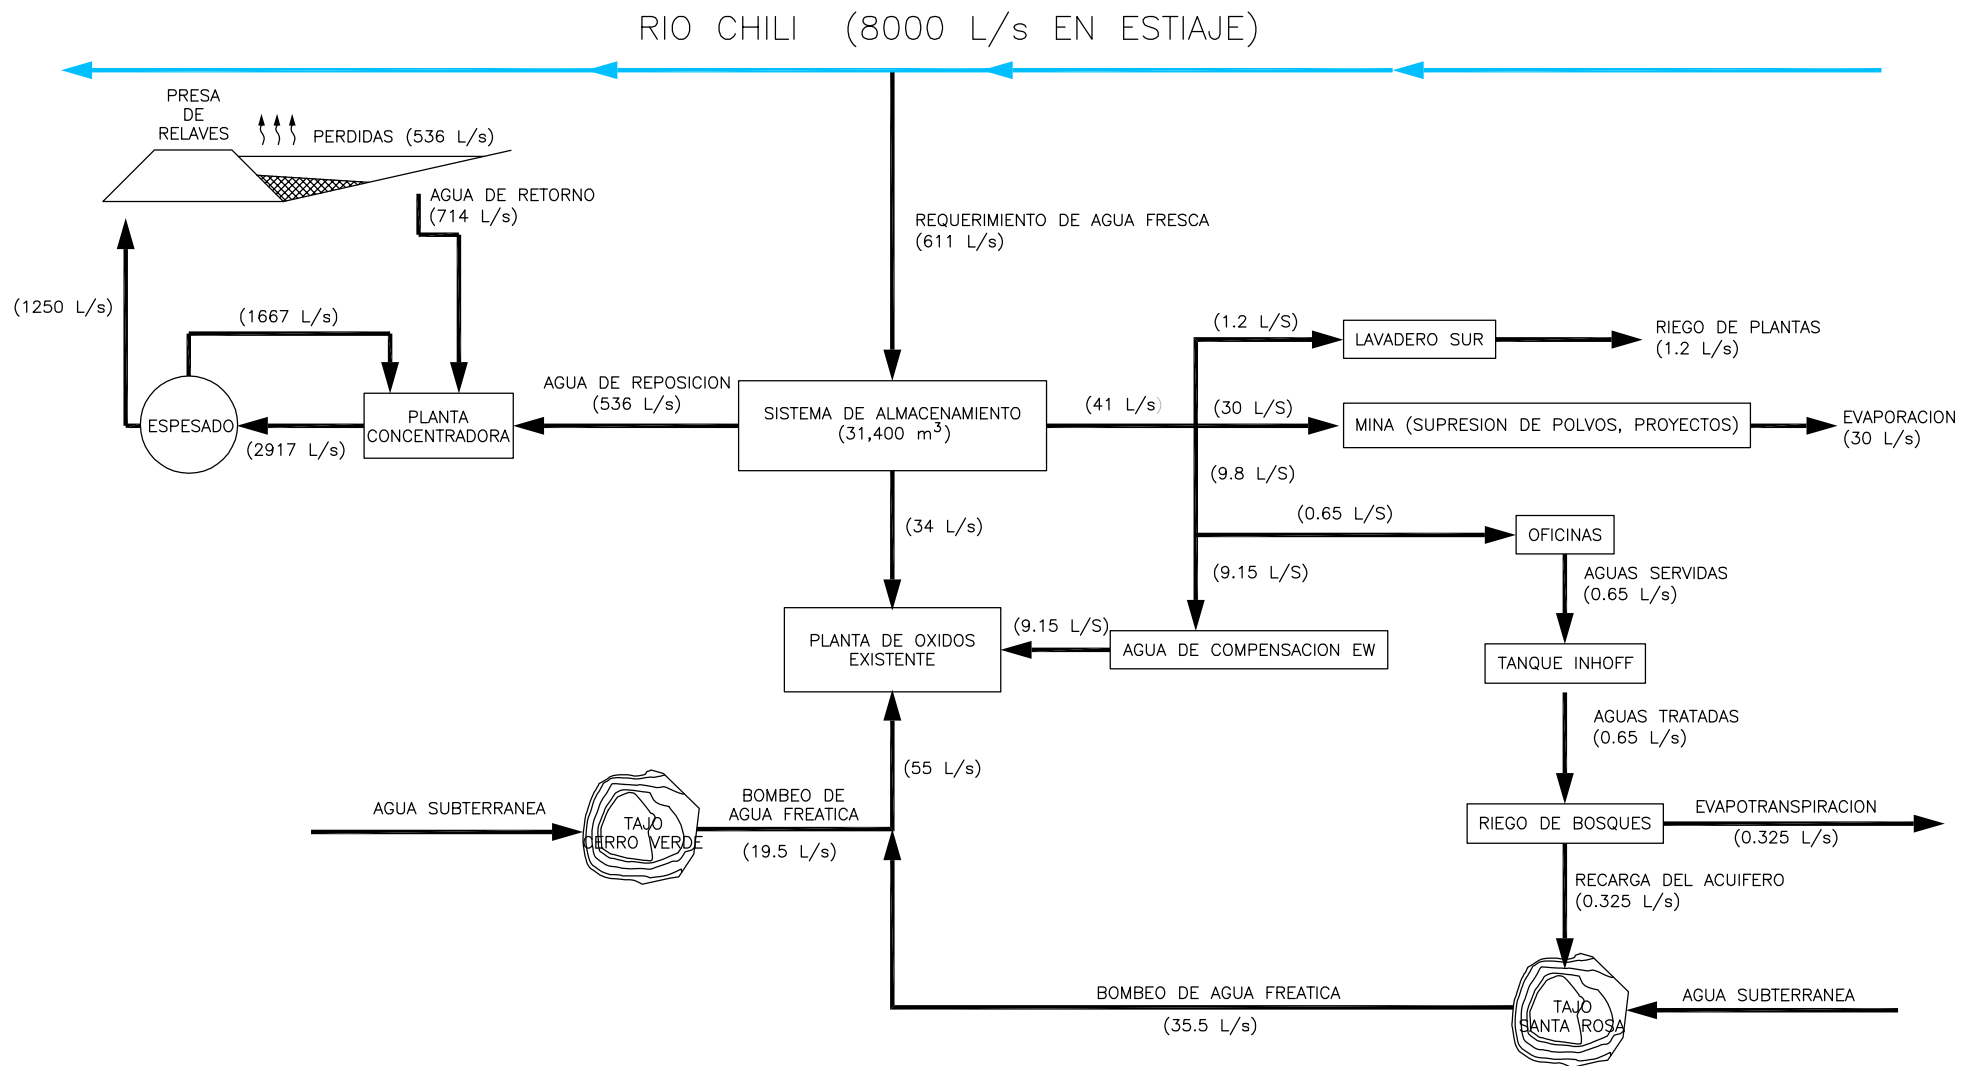 RIO CHILI (8000 L/s EN ESTIAJE)
PRESA
DE
RELAVES
PERDIDAS (536 L/s)
AGUA DE RETORNO
(714 L/s)
REQUERIMIENTO DE AGUA FRESCA
(611 L/s)
(1250 L/s)
(1667 L/s)
(1.2 L/S)
LAVADERO SUR
RIEGO DE PLANTAS
(1.2 L/s)
ESPESADO
(2917 L/s)
PLANTA
CONCENTRADORA
AGUA DE REPOSICION
(536 L/s)
SISTEMA DE ALMACENAMIENTO
(31,400 m³)
(41 L/s)
(30 L/S)
MINA (SUPRESION DE POLVOS, PROYECTOS)
EVAPORACION
(30 L/s)
(9.8 L/S)
(34 L/s)
(0.65 L/S)
OFICINAS
(9.15 L/S)
AGUAS SERVIDAS
(0.65 L/s)
PLANTA DE OXIDOS
EXISTENTE
(9.15 L/S)
AGUA DE COMPENSACION EW
TANQUE INHOFF
AGUAS TRATADAS
(0.65 L/s)
(55 L/s)
AGUA SUBTERRANEA
TAJO
CERRO VERDE
BOMBEO DE
AGUA FREATICA
(19.5 L/s)
RIEGO DE BOSQUES
EVAPOTRANSPIRACION
(0.325 L/s)
RECARGA DEL ACUIFERO
(0.325 L/s)
BOMBEO DE AGUA FREATICA
(35.5 L/s)
TAJO
SANTA ROSA
AGUA SUBTERRANEA